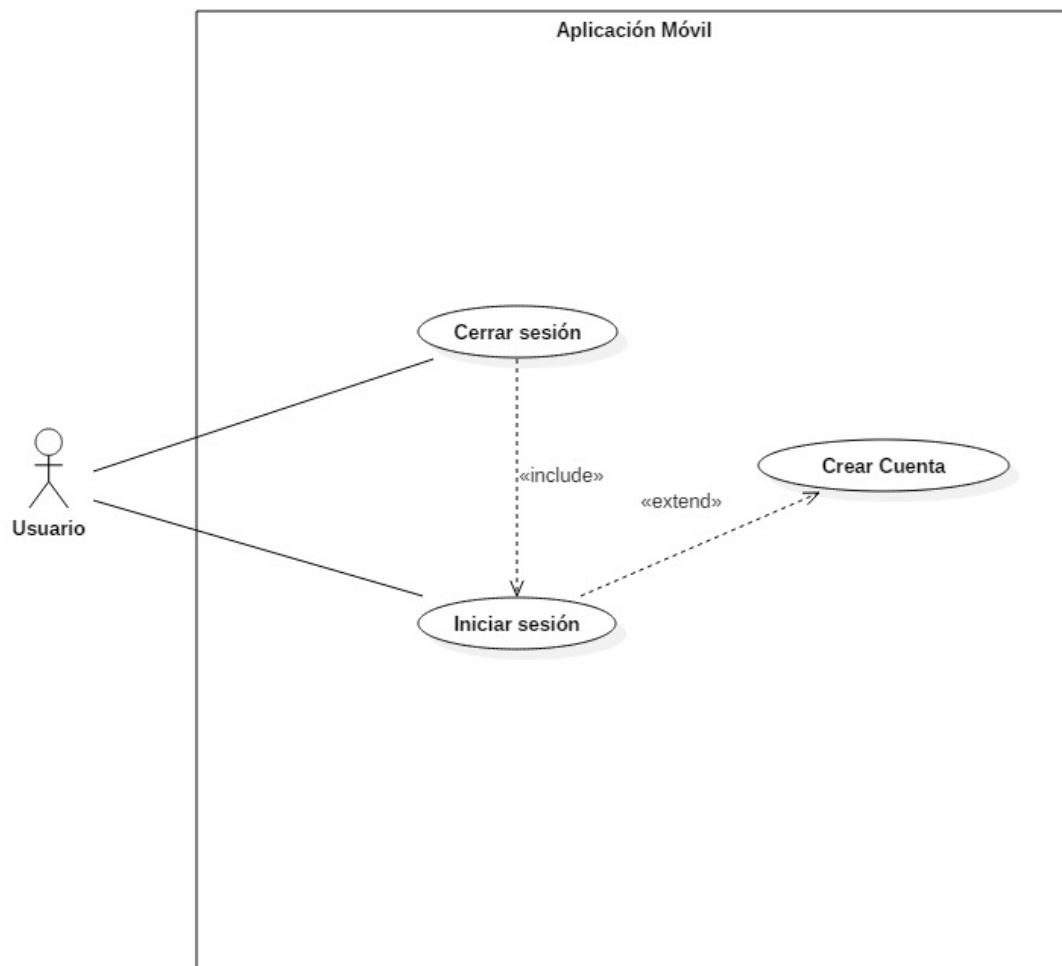 Aplicación Móvil
Cerrar sesión
Crear Cuenta
«include»
«extend»
Usuario
Iniciar sesión